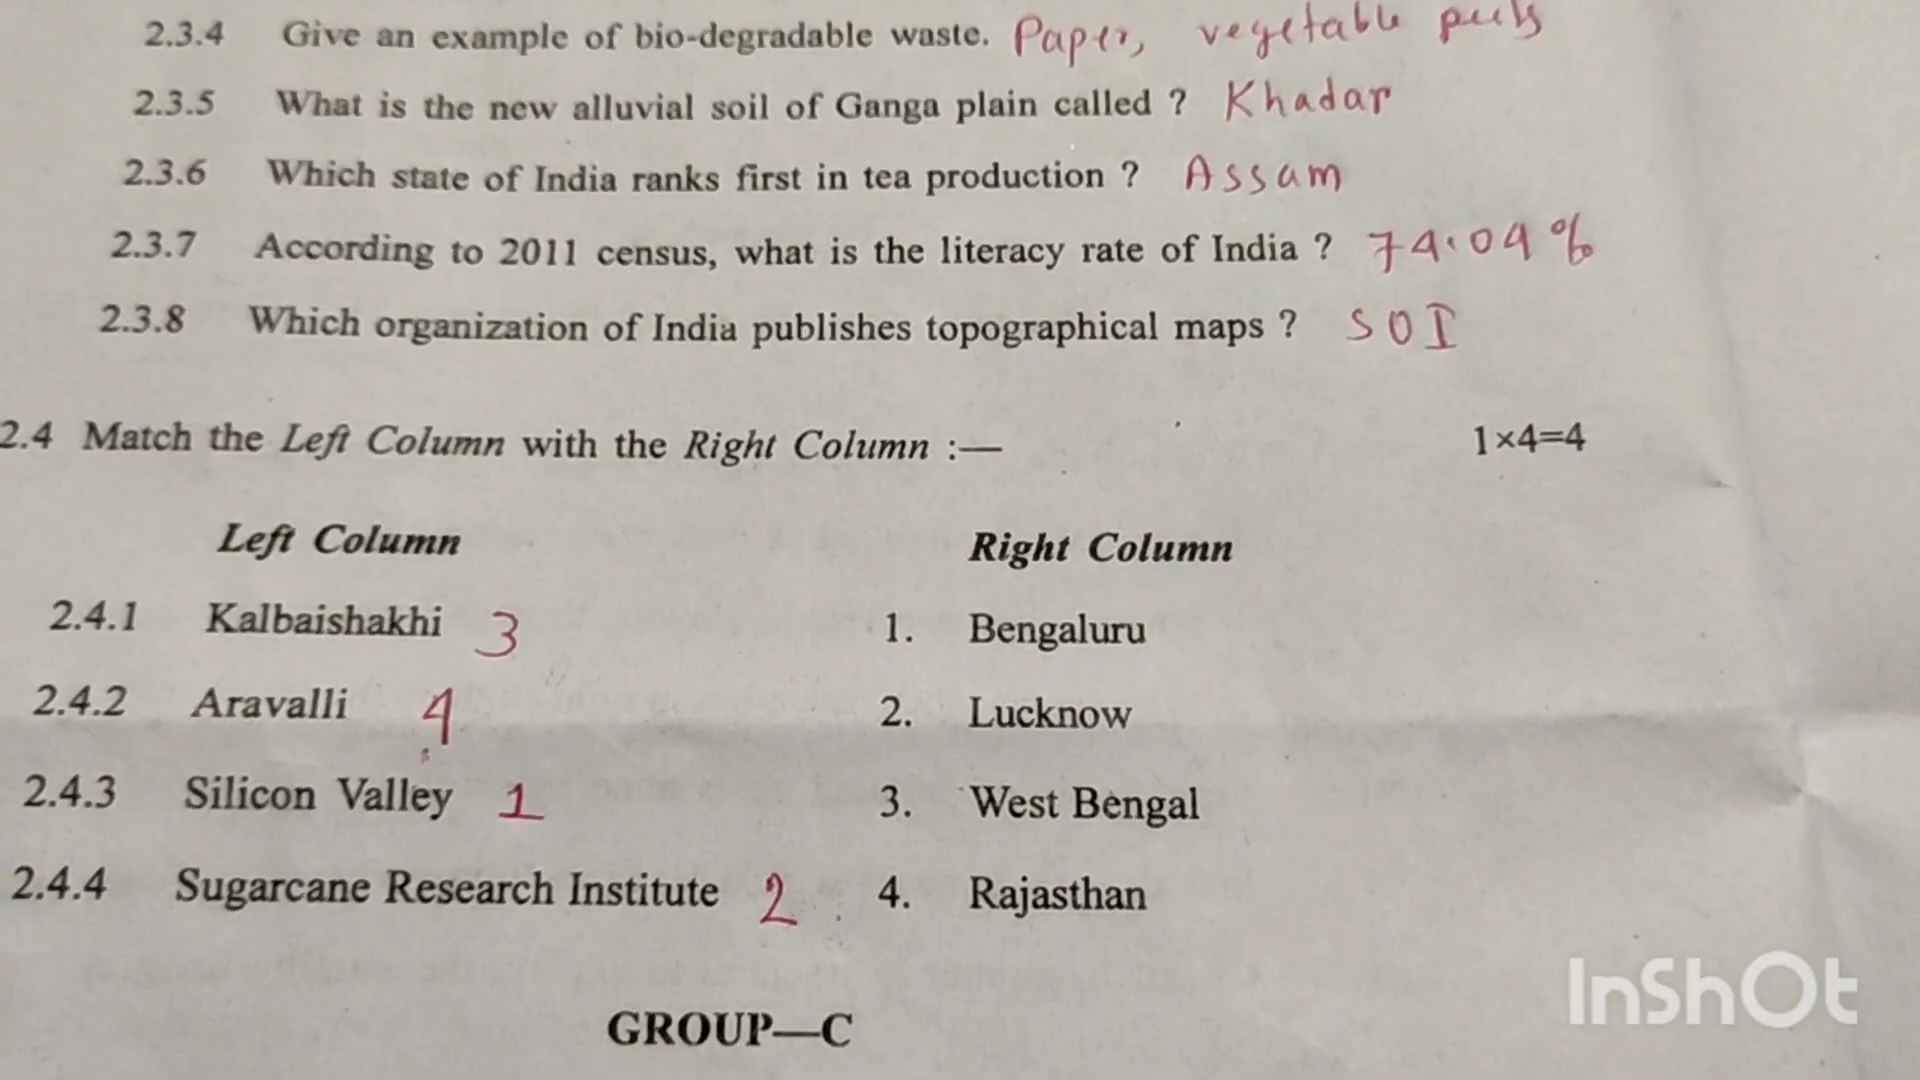 2.3.4 Give an example of bio-degradable waste. Paper, vegetable peels
2.3.5 What is the new alluvial soil of Ganga plain called ? Khadar
2.3.6 Which state of India ranks first in tea production ? Assam
2.3.7 According to 2011 census, what is the literacy rate of India ? 74.04%
2.3.8 Which organization of India publishes topographical maps ? SOI
2.4 Match the Left Column with the Right Column :— 1×4=4
Left Column Right Column
2.4.1 Kalbaishakhi 3 1. Bengaluru
2.4.2 Aravalli 4 2. Lucknow
2.4.3 Silicon Valley 1 3. West Bengal
2.4.4 Sugarcane Research Institute 2 4. Rajasthan
GROUP—C
InShOt